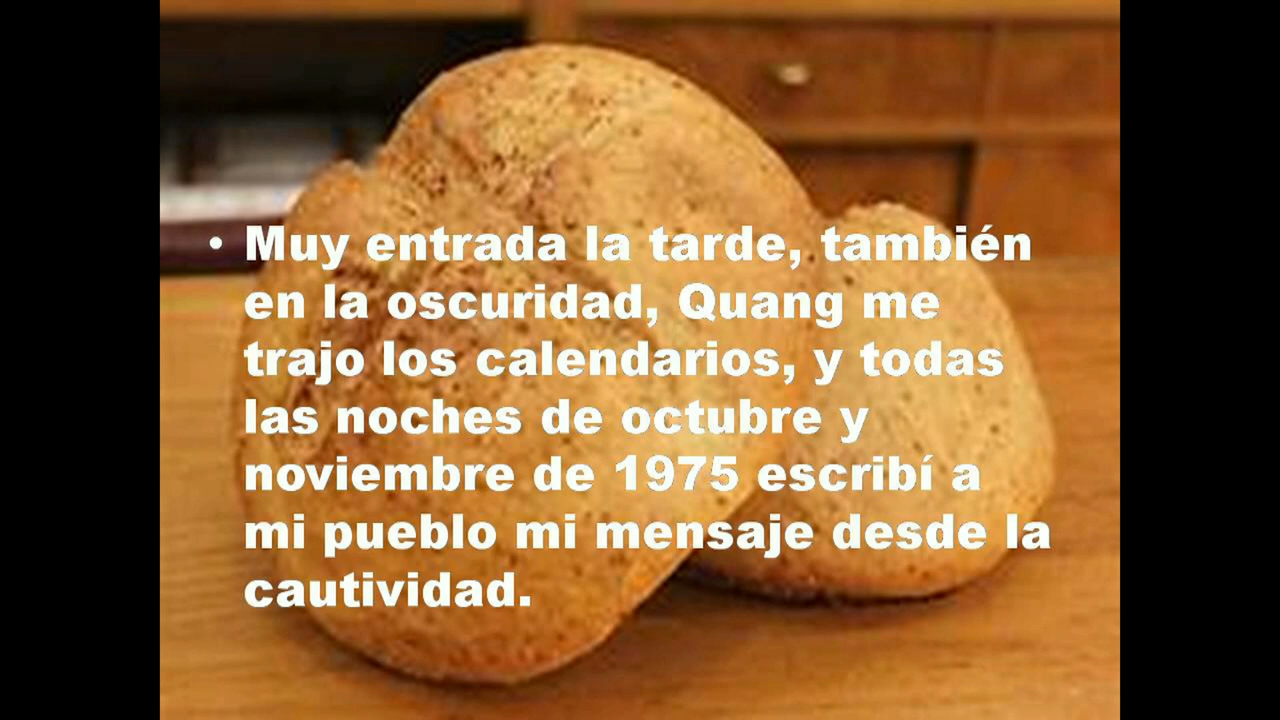 • Muy entrada la tarde, también
en la oscuridad, Quang me
trajo los calendarios, y todas
las noches de octubre y
noviembre de 1975 escribí a
mi pueblo mi mensaje desde la
cautividad.